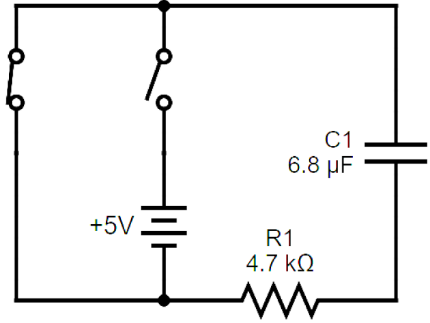 C1
6.8 µF
+5V
R1
4.7 kΩ